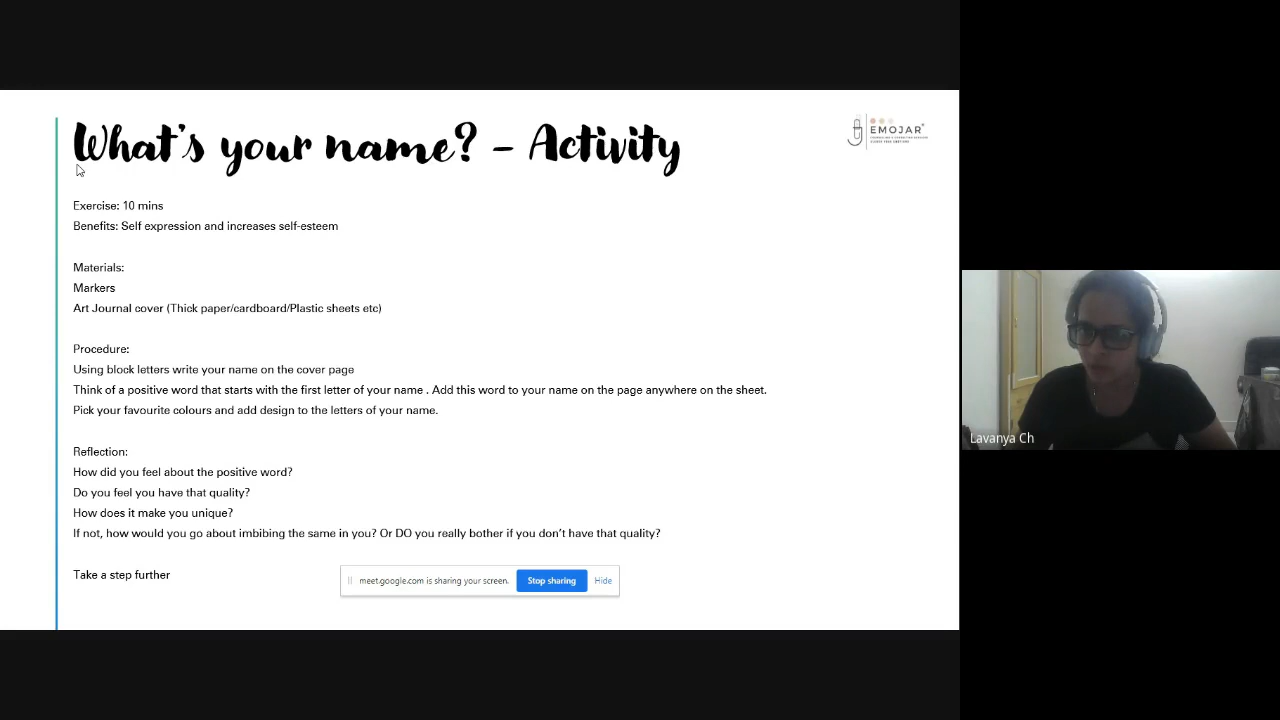 What's your name? - Activity
EMOJAR
Exercise: 10 mins
Benefits: Self expression and increases self-esteem
Materials:
Markers
Art Journal cover (Thick paper/cardboard/Plastic sheets etc)
Procedure:
Using block letters write your name on the cover page
Think of a positive word that starts with the first letter of your name . Add this word to your name on the page anywhere on the sheet.
Pick your favourite colours and add design to the letters of your name.
Reflection:
How did you feel about the positive word?
Do you feel you have that quality?
How does it make you unique?
If not, how would you go about imbibing the same in you? Or DO you really bother if you don't have that quality?
Take a step further
meet.google.com is sharing your screen. Stop sharing Hide
Lavanya Ch